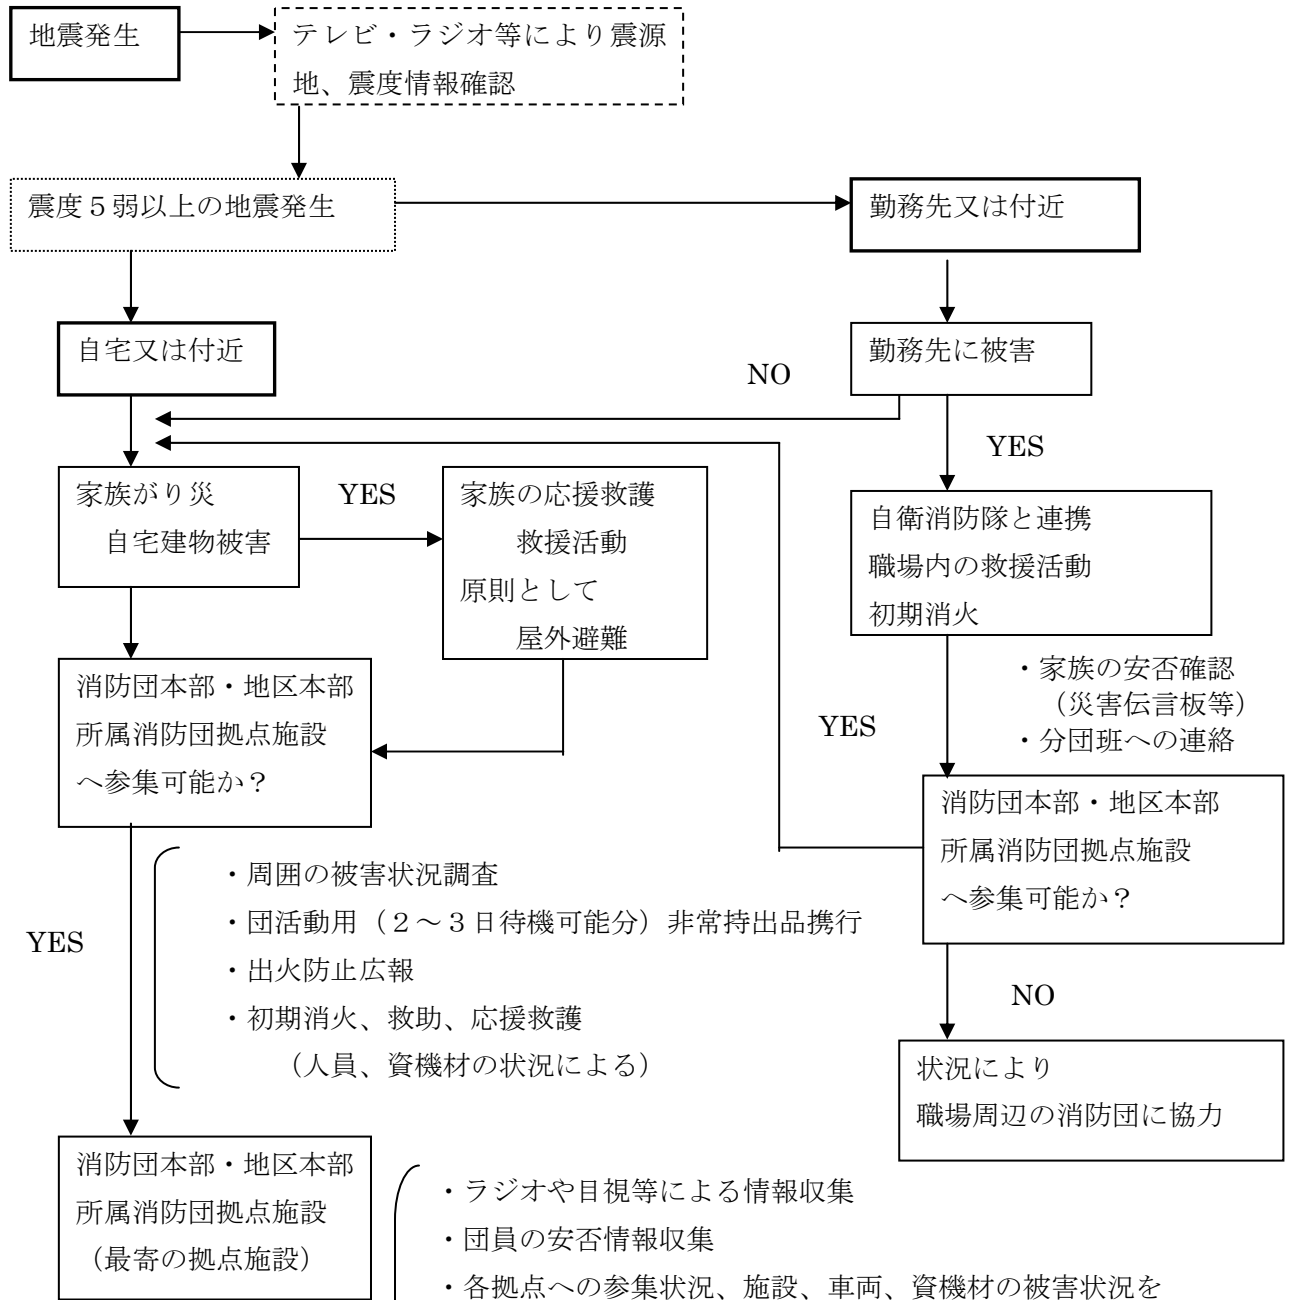 地震発生
テレビ・ラジオ等により震源
地、震度情報確認
震度５弱以上の地震発生
勤務先又は付近
自宅又は付近
勤務先に被害
NO
YES
家族がり災
自宅建物被害
YES
家族の応援救護
救援活動
原則として
屋外避難
自衛消防隊と連携
職場内の救援活動
初期消火
・家族の安否確認
（災害伝言板等）
・分団班への連絡
消防団本部・地区本部
所属消防団拠点施設
へ参集可能か？
YES
消防団本部・地区本部
所属消防団拠点施設
へ参集可能か？
・周囲の被害状況調査
・団活動用（２～３日待機可能分）非常持出品携行
・出火防止広報
・初期消火、救助、応援救護
（人員、資機材の状況による）
YES
NO
状況により
職場周辺の消防団に協力
消防団本部・地区本部
所属消防団拠点施設
（最寄の拠点施設）
・ラジオや目視等による情報収集
・団員の安否情報収集
・各拠点への参集状況、施設、車両、資機材の被害状況を